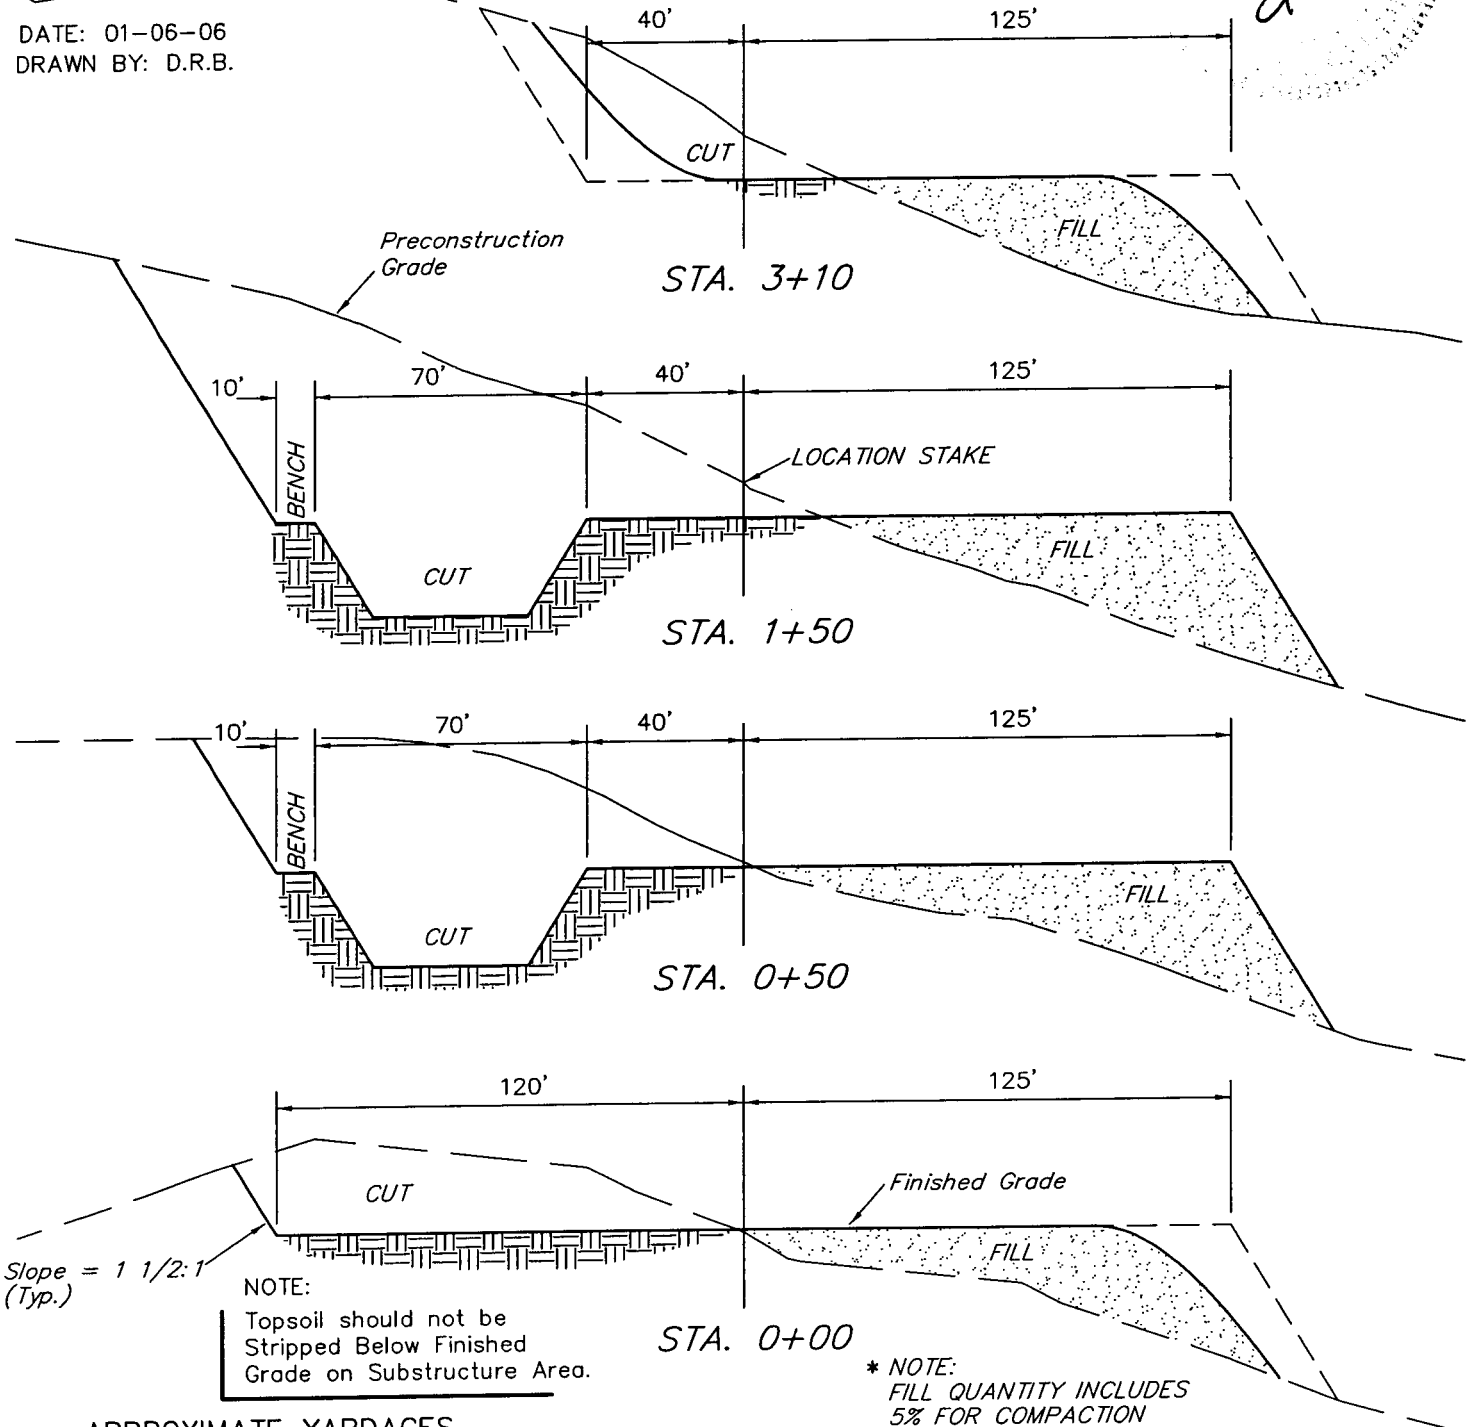 DATE: 01-06-06
DRAWN BY: D.R.B.
40'
125'
CUT
FILL
STA. 3+10
Preconstruction
Grade
10'
70'
40'
125'
BENCH
LOCATION STAKE
CUT
FILL
STA. 1+50
10'
70'
40'
125'
BENCH
CUT
FILL
STA. 0+50
120'
125'
CUT
Finished Grade
FILL
Slope = 1 1/2:1
(Typ.)
NOTE:
Topsoil should not be
Stripped Below Finished
Grade on Substructure Area.
STA. 0+00
* NOTE:
FILL QUANTITY INCLUDES
5% FOR COMPACTION
APPROXIMATE YARDAGES